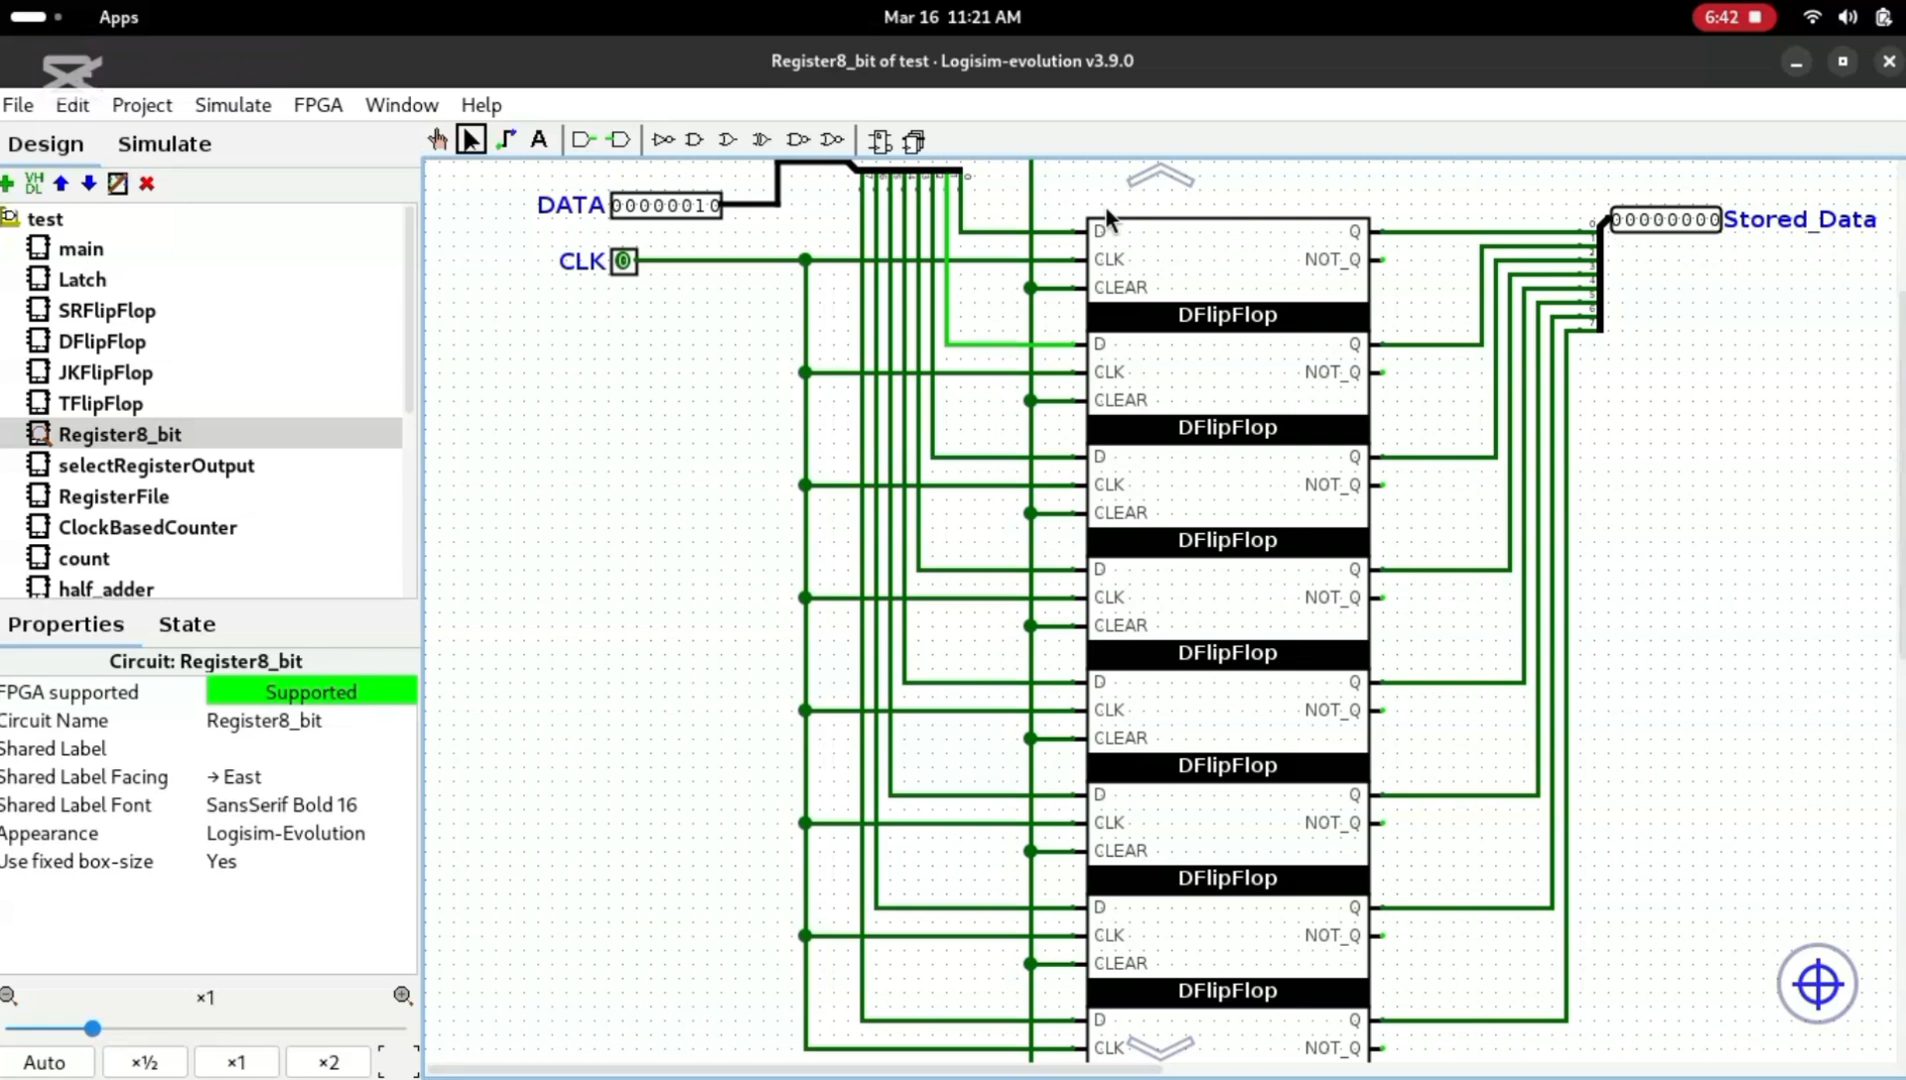 Apps
Mar 16 11:21 AM
6:42
Register8_bit of test · Logisim-evolution v3.9.0
File Edit Project Simulate FPGA Window Help
Design Simulate
A
VH
DL
test
main
Latch
SRFlipFlop
DFlipFlop
JKFlipFlop
TFlipFlop
Register8_bit
selectRegisterOutput
RegisterFile
ClockBasedCounter
count
half_adder
Properties State
Circuit: Register8_bit
FPGA supported Supported
Circuit Name Register8_bit
Shared Label
Shared Label Facing → East
Shared Label Font SansSerif Bold 16
Appearance Logisim-Evolution
Use fixed box-size Yes
×1
Auto ×½ ×1 ×2
DATA 00000010
CLK 0
00000000 Stored_Data
D Q
CLK NOT_Q
CLEAR
DFlipFlop
D Q
CLK NOT_Q
CLEAR
DFlipFlop
D Q
CLK NOT_Q
CLEAR
DFlipFlop
D Q
CLK NOT_Q
CLEAR
DFlipFlop
D Q
CLK NOT_Q
CLEAR
DFlipFlop
D Q
CLK NOT_Q
CLEAR
DFlipFlop
D Q
CLK NOT_Q
CLEAR
DFlipFlop
D Q
CLK NOT_Q